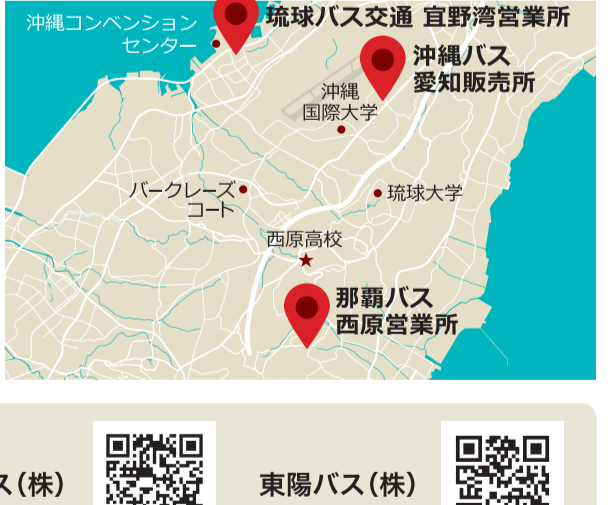 琉球バス交通 宜野湾営業所
沖縄コンベンション
センター
沖縄バス
愛知販売所
沖縄
国際大学
バークレーズ
コート
琉球大学
西原高校
那覇バス
西原営業所
ス（株）
東陽バス（株）